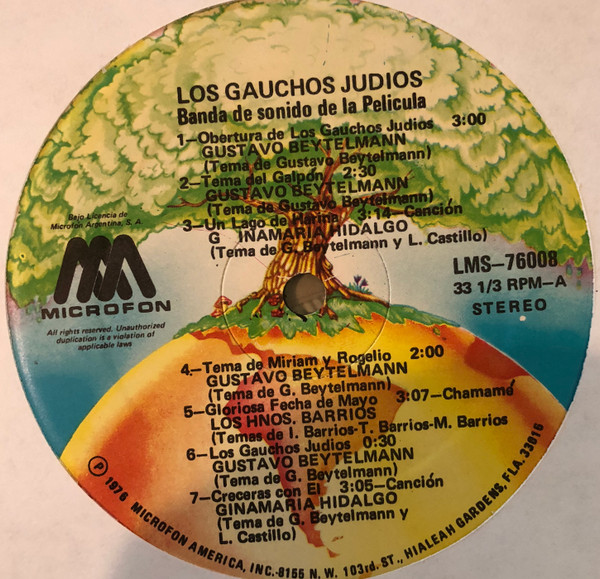 LOS GAUCHOS JUDIOS
Banda de sonido de la Pelicula
1—Obertura de Los Gauchos Judios 3:00
GUSTAVO BEYTELMANN
(Tema de Gustavo Beytelmann)
2—Tema del Galpón 2:30
GUSTAVO BEYTELMANN
(Tema de Gustavo Beytelmann)
3—Un Lago de Harina 3:14—Canción
G INAMARIA HIDALGO
(Tema de G. Beytelmann y L. Castillo)
Bajo Licencia de
Microfon Argentina, S. A.
MICROFON
All rights reserved. Unauthorized
duplication is a violation of
applicable laws
LMS-76008
33 1/3 RPM—A
STEREO
4.—Tema de Miriam y Rogelio 2:00
GUSTAVO BEYTELMANN
(Tema de G. Beytelmann)
5—Gloriosa Fecha de Mayo 3:07—Chamamé
LOS HNOS. BARRIOS
(Temas de I. Barrios-T. Barrios-M. Barrios
6—Los Gauchos Judios 0:30
GUSTAVO BEYTELMANN
(Tema de G. Beytelmann)
7—Creceras con El 3:05—Canción
GINAMARIA HIDALGO
(Tema de G. Beytelmann y
L. Castillo)
Ⓟ 1976 MICROFON AMERICA, INC.-8155 N. W. 103rd. ST., HIALEAH GARDENS, FLA. 33016